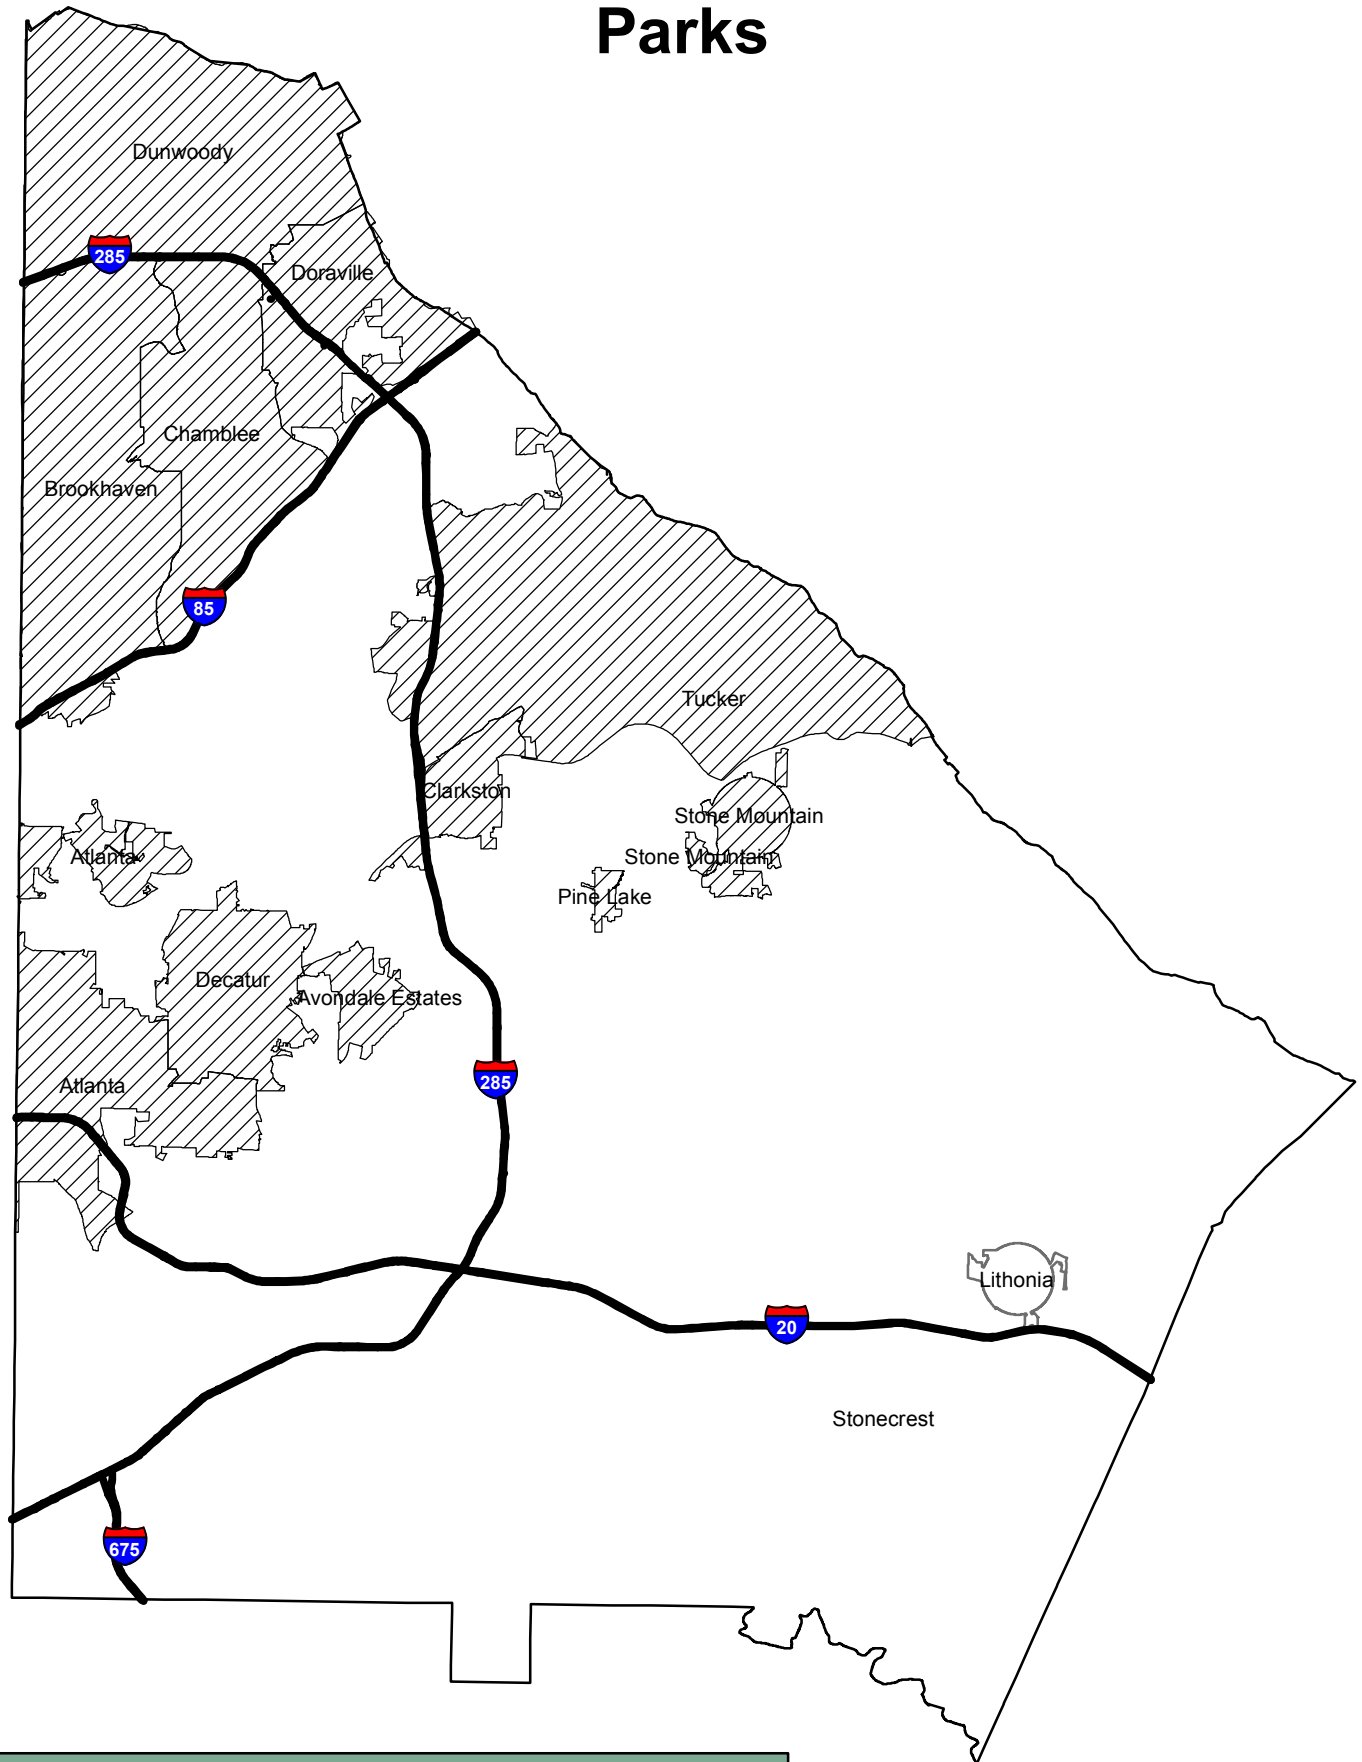 Parks
Dunwoody
285
Doraville
Chamblee
Brookhaven
85
Tucker
Clarkston
Stone Mountain
Atlanta
Stone Mountain
Pine Lake
Decatur
Avondale Estates
285
Atlanta
Lithonia
20
Stonecrest
675